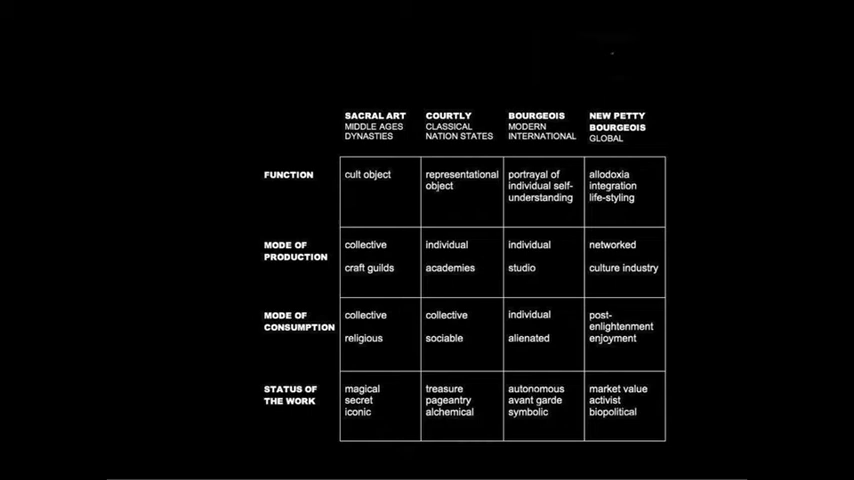 SACRAL ART
MIDDLE AGES
DYNASTIES
COURTLY
CLASSICAL
NATION STATES
BOURGEOIS
MODERN
INTERNATIONAL
NEW PETTY
BOURGEOIS
GLOBAL
FUNCTION
cult object
representational
object
portrayal of
individual self-
understanding
allodoxia
integration
life-styling
MODE OF
PRODUCTION
collective
craft guilds
individual
academies
individual
studio
networked
culture industry
MODE OF
CONSUMPTION
collective
religious
collective
sociable
individual
alienated
post-
enlightenment
enjoyment
STATUS OF
THE WORK
magical
secret
iconic
treasure
pageantry
alchemical
autonomous
avant garde
symbolic
market value
activist
biopolitical